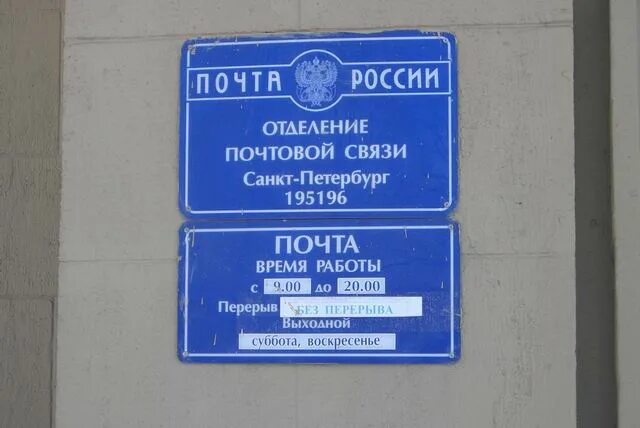 ПОЧТА РОССИИ
ОТДЕЛЕНИЕ
ПОЧТОВОЙ СВЯЗИ
Санкт-Петербург
195196
ПОЧТА
ВРЕМЯ РАБОТЫ
с 9.00 до 20.00
Перерыв БЕЗ ПЕРЕРЫВА
Выходной
суббота, воскресенье